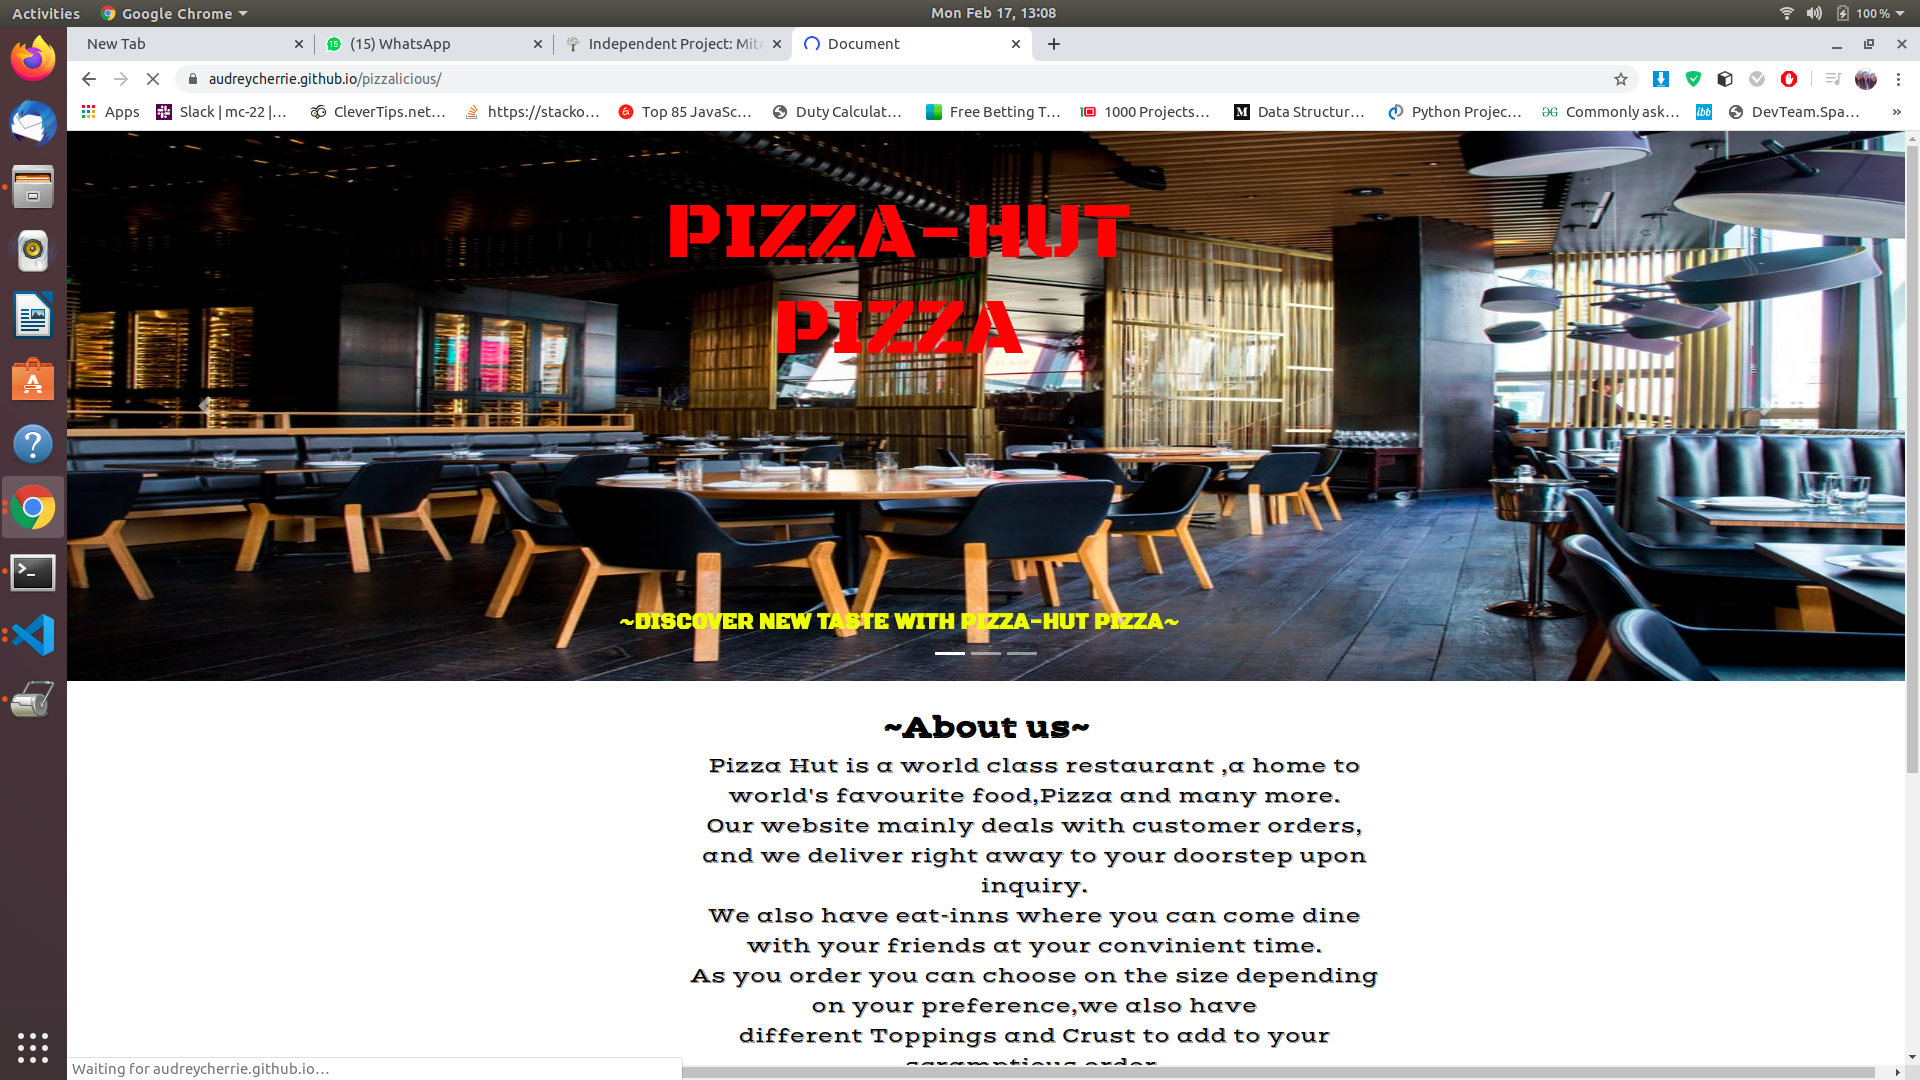 Activities
Google Chrome
Mon Feb 17, 13:08
100 %
New Tab
(15) WhatsApp
Independent Project: Mit
Document
audreycherrie.github.io/pizzalicious/
Apps
Slack | mc-22 |...
CleverTips.net...
https://stacko...
Top 85 JavaSc...
Duty Calculat...
Free Betting T...
1000 Projects...
Data Structur...
Python Projec...
Commonly ask...
ibb
DevTeam.Spa...
»
PIZZA-HUT
PIZZA
~DISCOVER NEW TASTE WITH PIZZA-HUT PIZZA~
~About us~
Pizza Hut is a world class restaurant ,a home to
world's favourite food,Pizza and many more.
Our website mainly deals with customer orders,
and we deliver right away to your doorstep upon
inquiry.
We also have eat-inns where you can come dine
with your friends at your convinient time.
As you order you can choose on the size depending
on your preference,we also have
different Toppings and Crust to add to your
Waiting for audreycherrie.github.io...